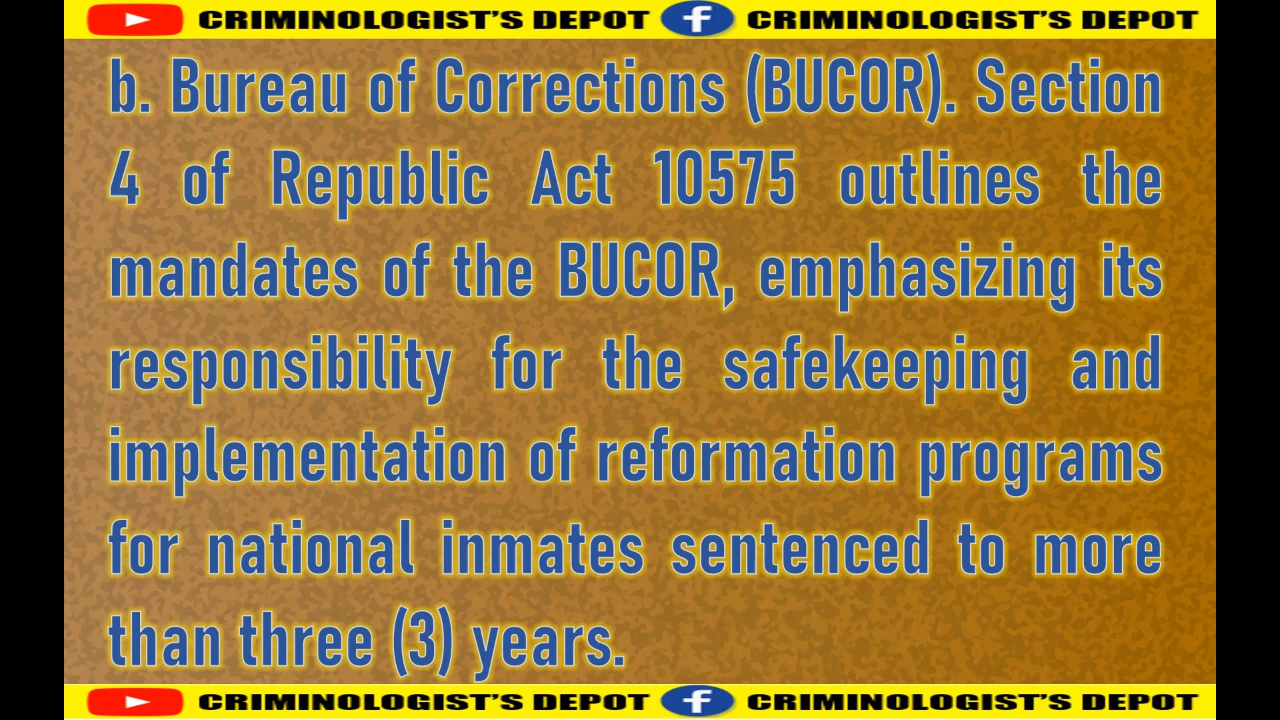 CRIMINOLOGIST'S DEPOT f CRIMINOLOGIST'S DEPOT
b. Bureau of Corrections (BUCOR). Section
4 of Republic Act 10575 outlines the
mandates of the BUCOR, emphasizing its
responsibility for the safekeeping and
implementation of reformation programs
for national inmates sentenced to more
than three (3) years.
CRIMINOLOGIST'S DEPOT f CRIMINOLOGIST'S DEPOT